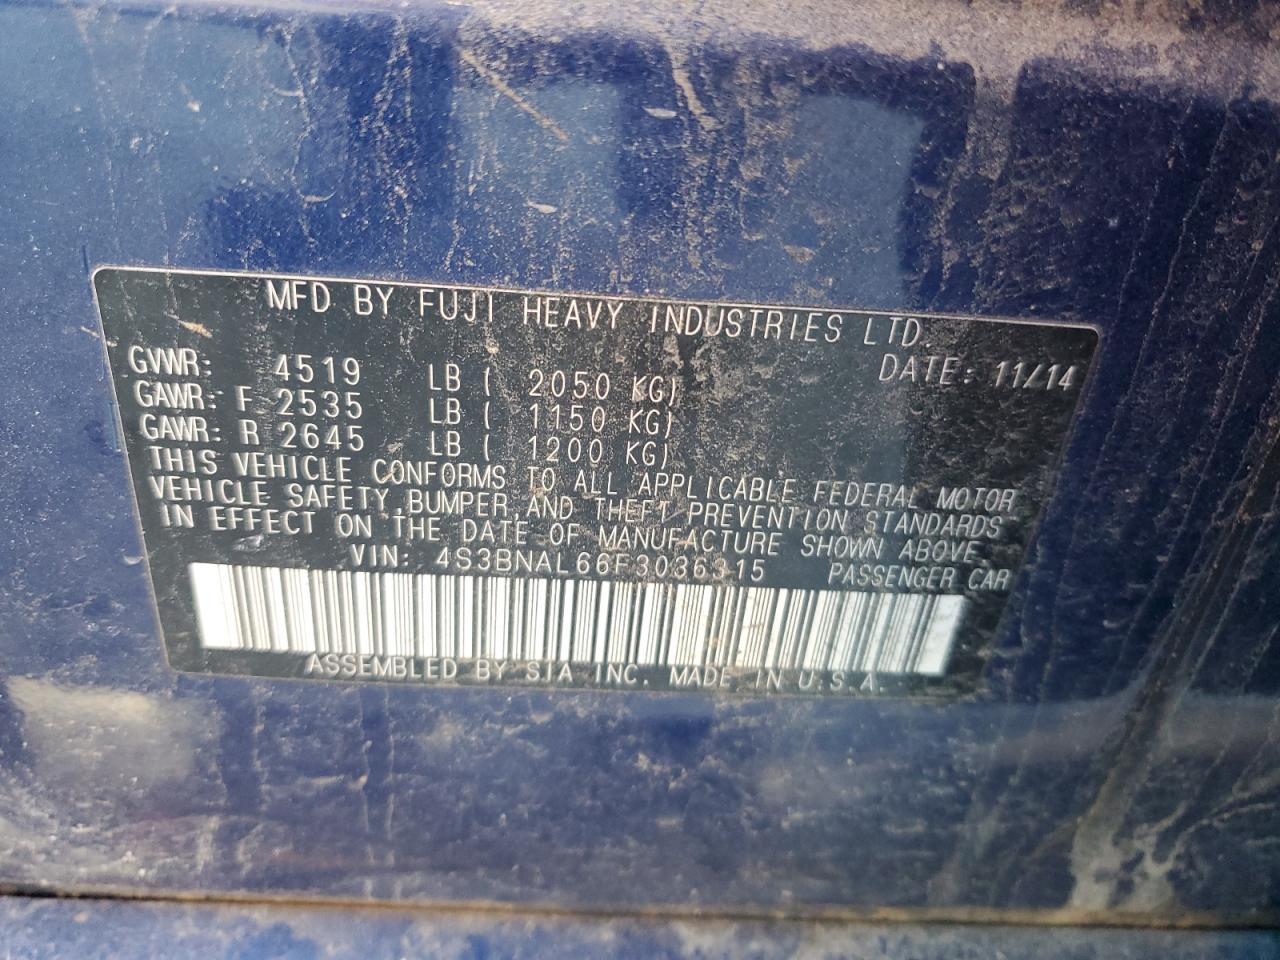 MFD BY FUJI HEAVY INDUSTRIES LTD.
GVWR: 4519 LB ( 2050 KG) DATE: 11/14
GAWR: F 2535 LB ( 1150 KG)
GAWR: R 2645 LB ( 1200 KG)
THIS VEHICLE CONFORMS TO ALL APPLICABLE FEDERAL MOTOR
VEHICLE SAFETY, BUMPER, AND THEFT PREVENTION STANDARDS
IN EFFECT ON THE DATE OF MANUFACTURE SHOWN ABOVE.
VIN: 4S3BNAL66F3036315 PASSENGER CAR
ASSEMBLED BY SIA INC. MADE IN U.S.A.